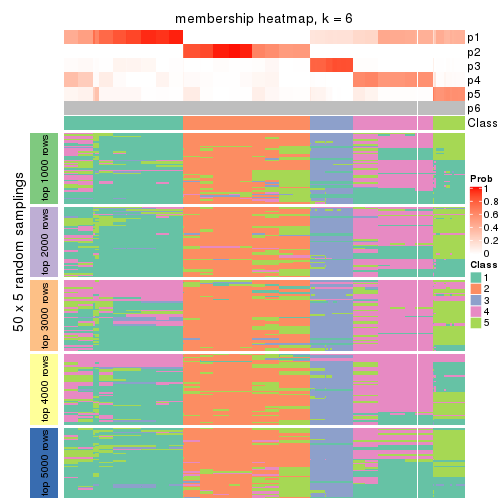 membership heatmap, k = 6
p1
p2
p3
p4
p5
p6
Class
50 x 5 random samplings
top 1000 rows
top 2000 rows
top 3000 rows
top 4000 rows
top 5000 rows
Prob
1
0.8
0.6
0.4
0.2
0
Class
1
2
3
4
5